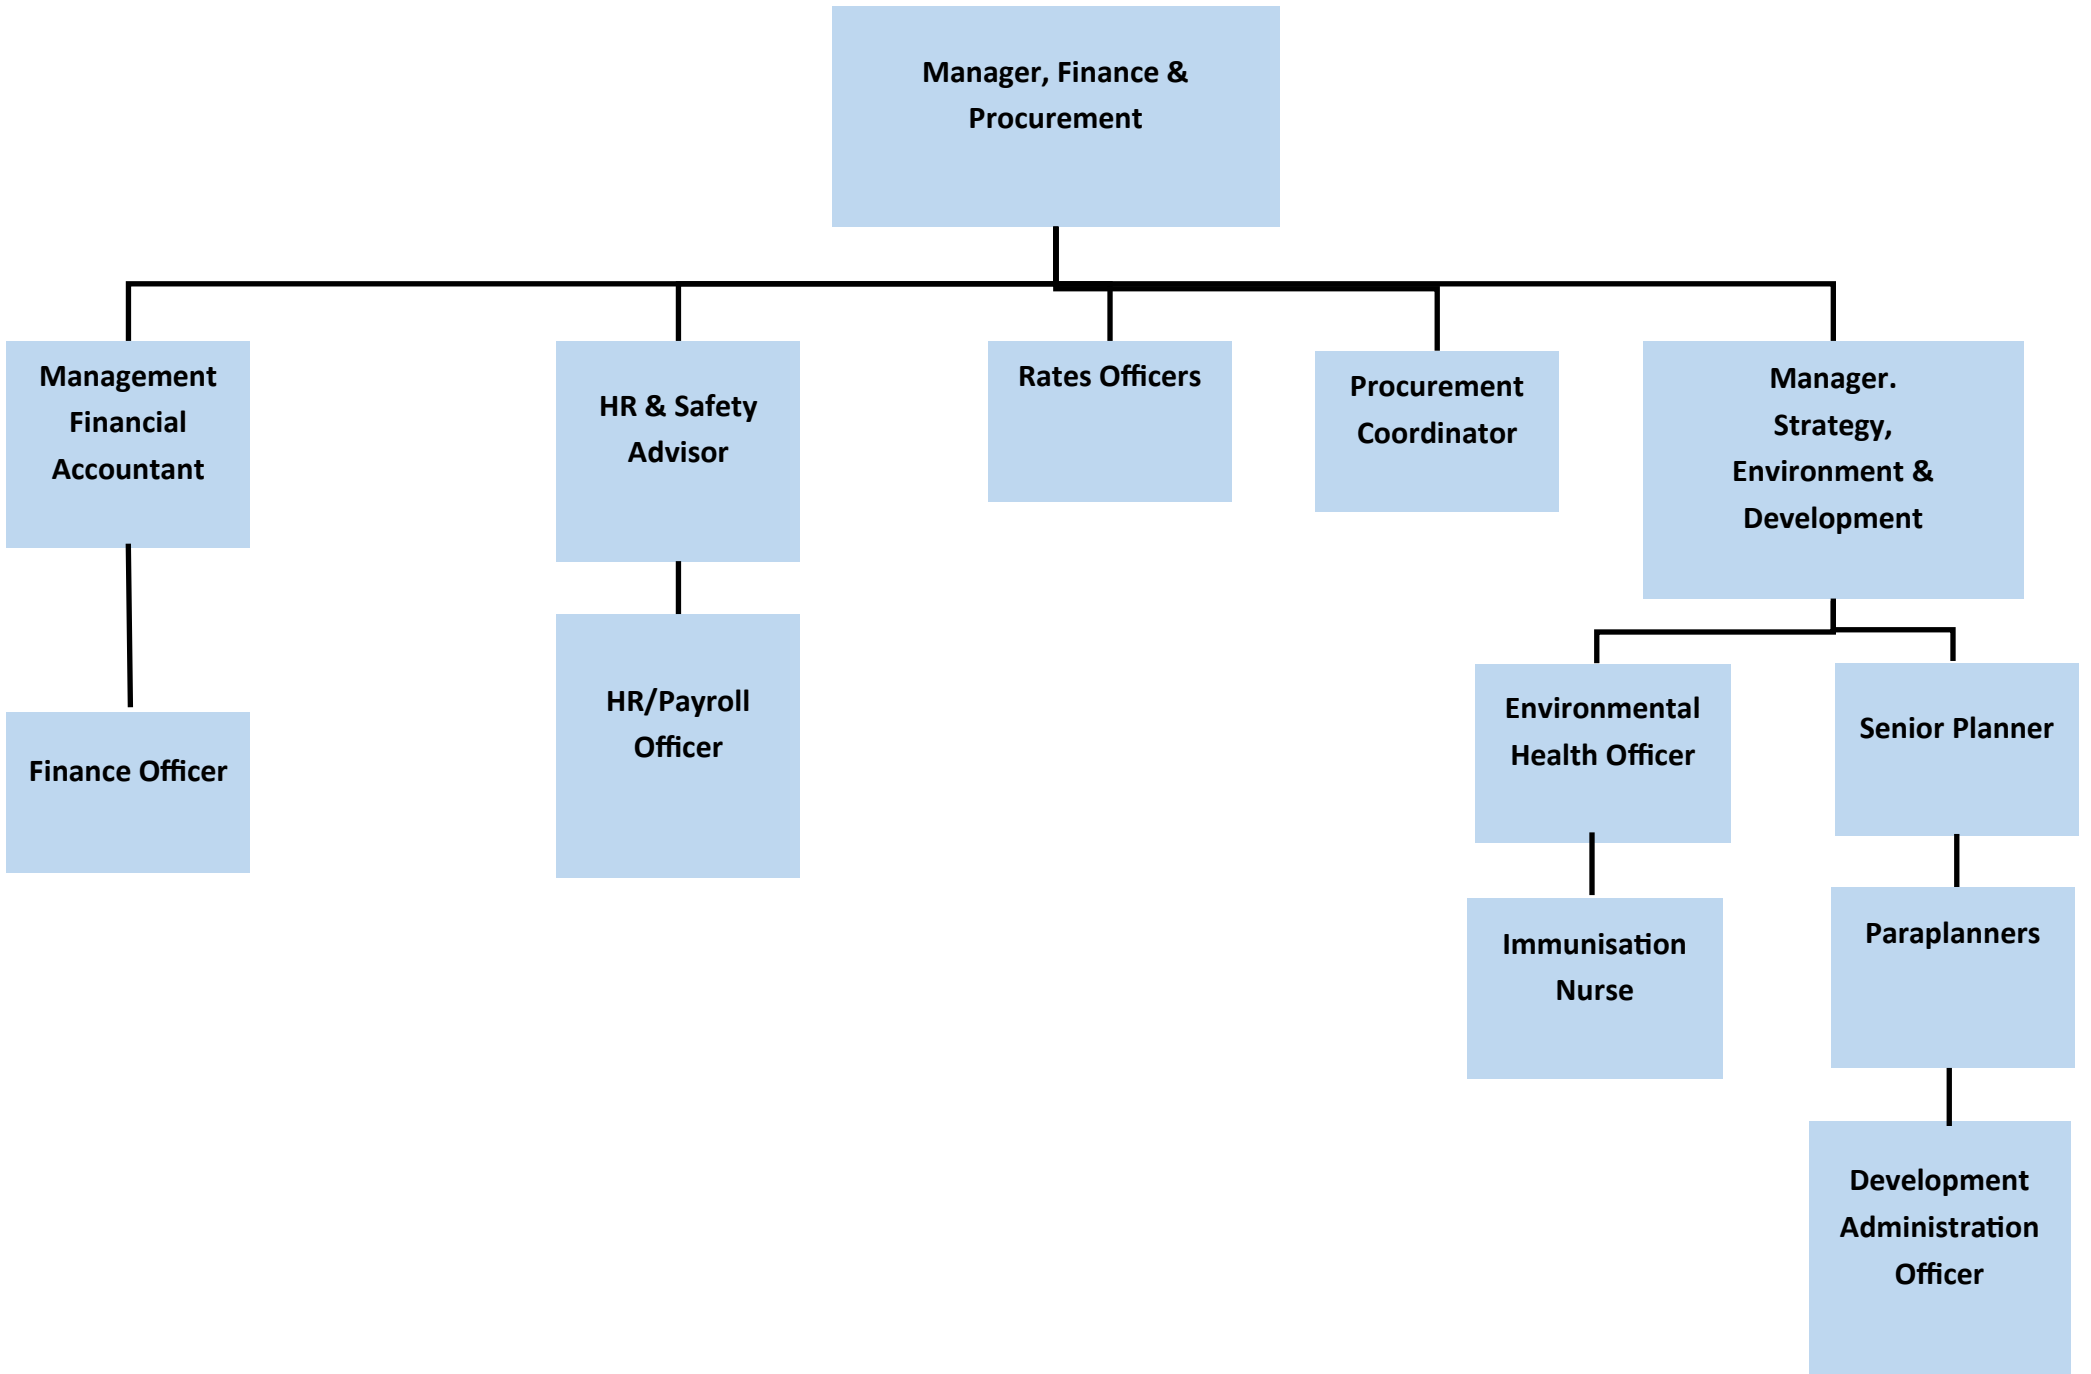 Manager, Finance &
Procurement
Management
Financial
Accountant
HR & Safety
Advisor
Rates Officers
Procurement
Coordinator
Manager.
Strategy,
Environment &
Development
Finance Officer
HR/Payroll
Officer
Environmental
Health Officer
Senior Planner
Immunisation
Nurse
Paraplanners
Development
Administration
Officer